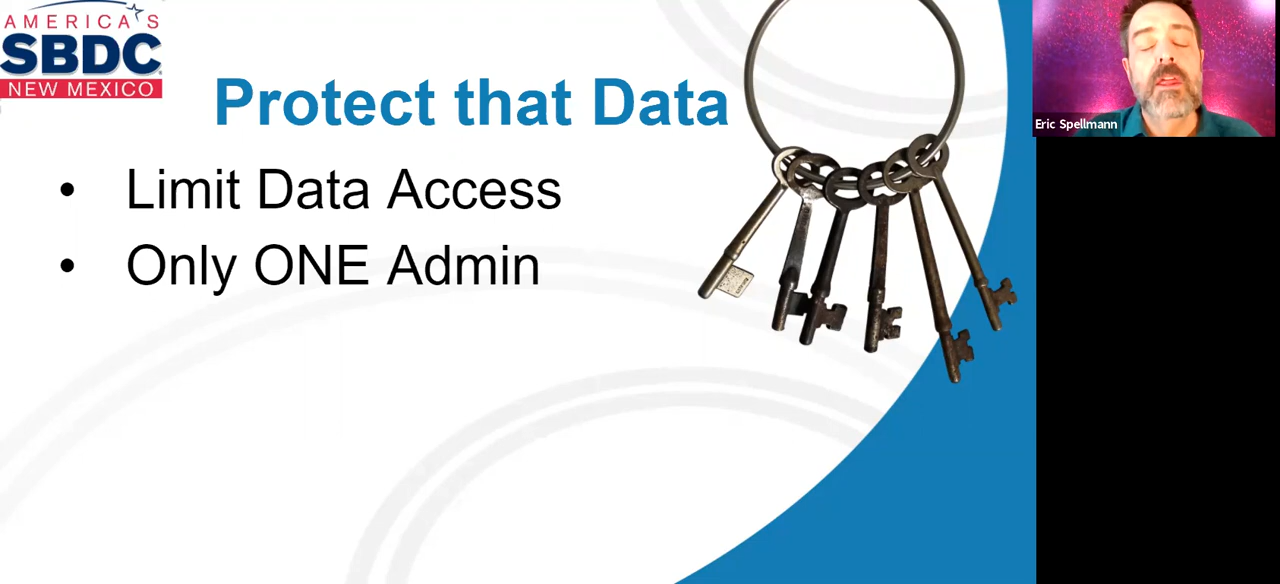 AMERICA'S
SBDC
NEW MEXICO
Protect that Data
• Limit Data Access
• Only ONE Admin
Eric Spellmann